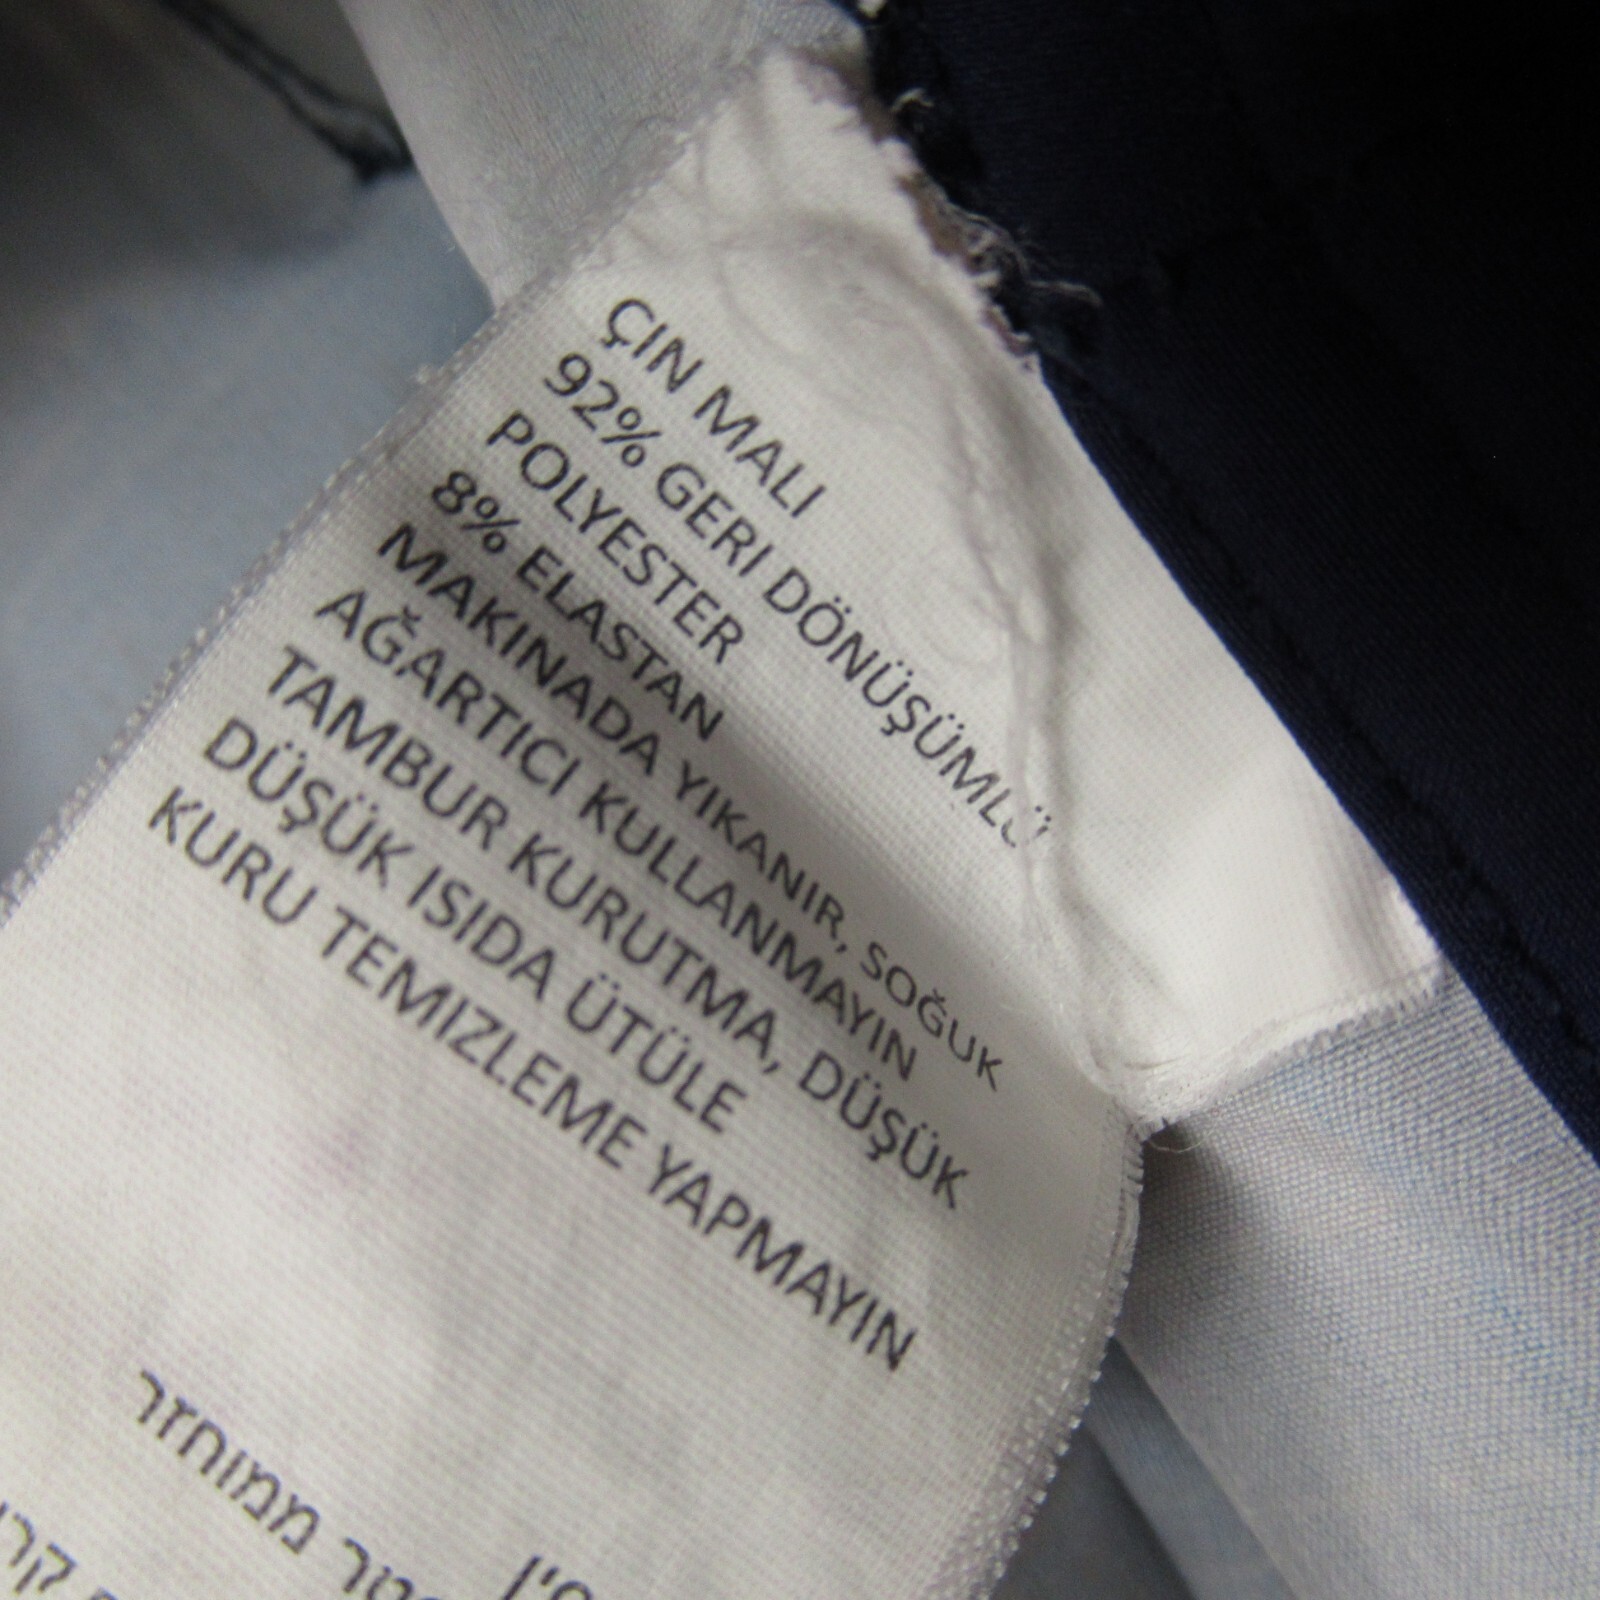 ÇIN MALI
92% GERI DÖNÜŞÜMLÜ
POLYESTER
8% ELASTAN
MAKINADA YIKANIR, SOĞUK
AĞARTICI KULLANMAYIN
TAMBUR KURUTMA, DÜŞÜK
DÜŞÜK ISIDA ÜTÜLE
KURU TEMIZLEME YAPMAYIN
ממוחזר